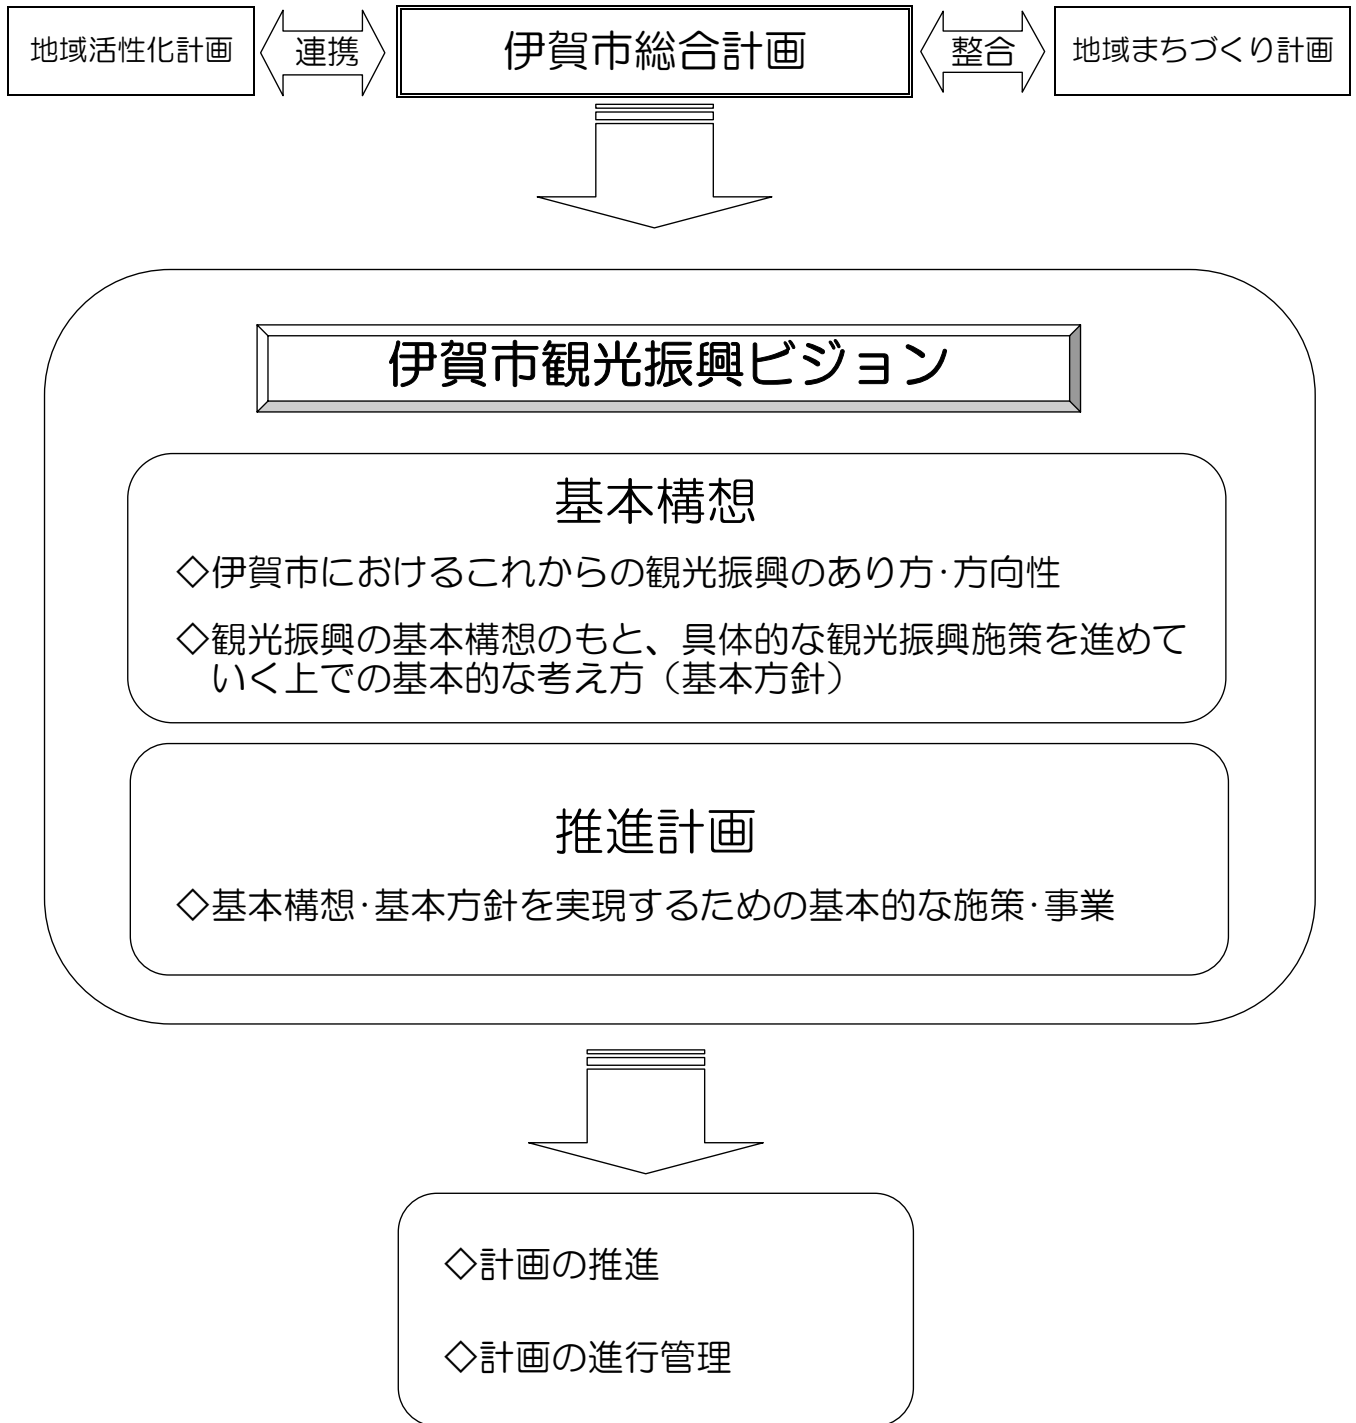 地域活性化計画
連携
伊賀市総合計画
整合
地域まちづくり計画
伊賀市観光振興ビジョン
基本構想
◇伊賀市におけるこれからの観光振興のあり方･方向性
◇観光振興の基本構想のもと、具体的な観光振興施策を進めて
いく上での基本的な考え方（基本方針）
推進計画
◇基本構想･基本方針を実現するための基本的な施策･事業
◇計画の推進
◇計画の進行管理